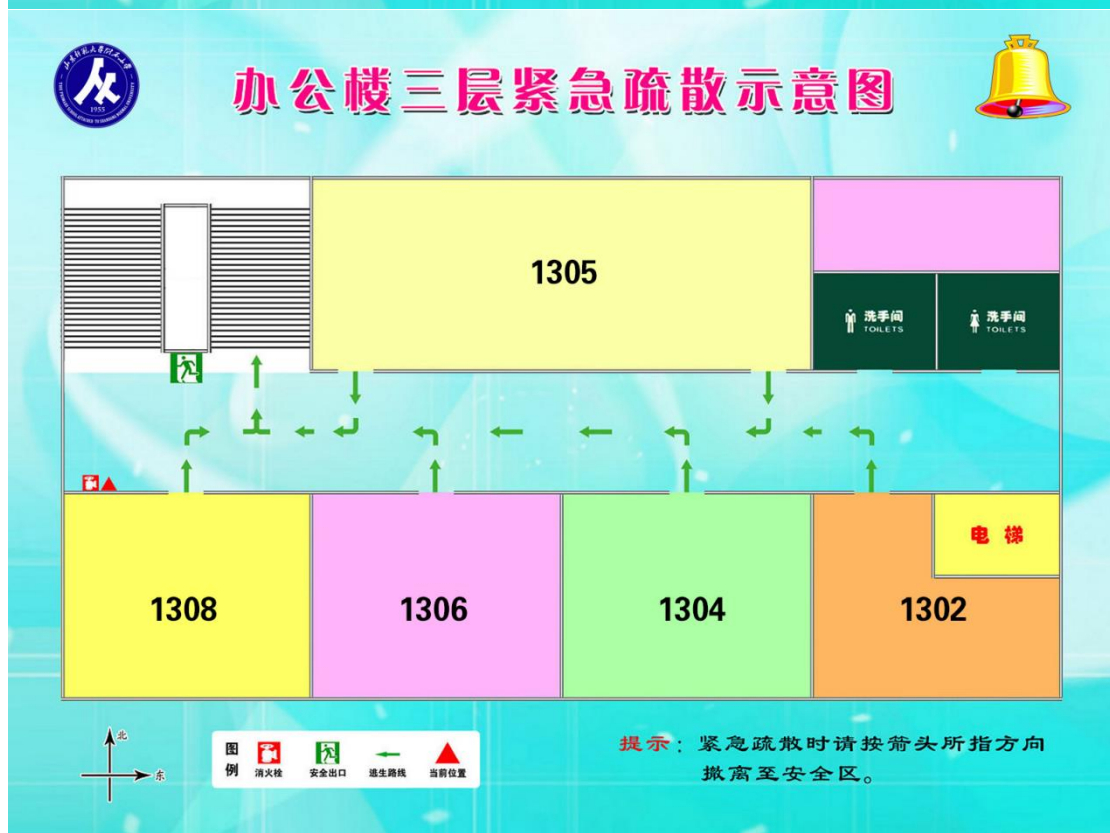 办公楼三层紧急疏散示意图
1955
1305
洗手间
TOILETS
洗手间
TOILETS
电梯
1308
1306
1304
1302
北
东
图例
消火栓
安全出口
逃生路线
当前位置
提示：紧急疏散时请按箭头所指方向
撤离至安全区。